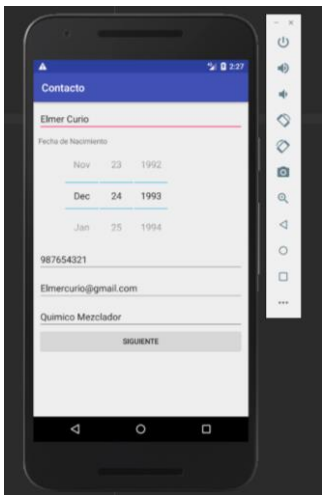 2:27
Contacto
Elmer Curio
Fecha de Nacimiento
Nov 23 1992
Dec 24 1993
Jan 25 1994
987654321
Elmercurio@gmail.com
Quimico Mezclador
SIGUIENTE